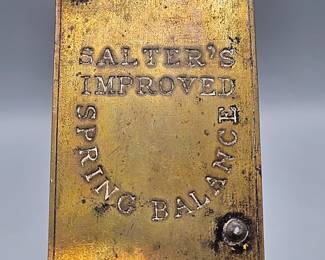 SALTER'S
IMPROVED
SPRING BALANCE